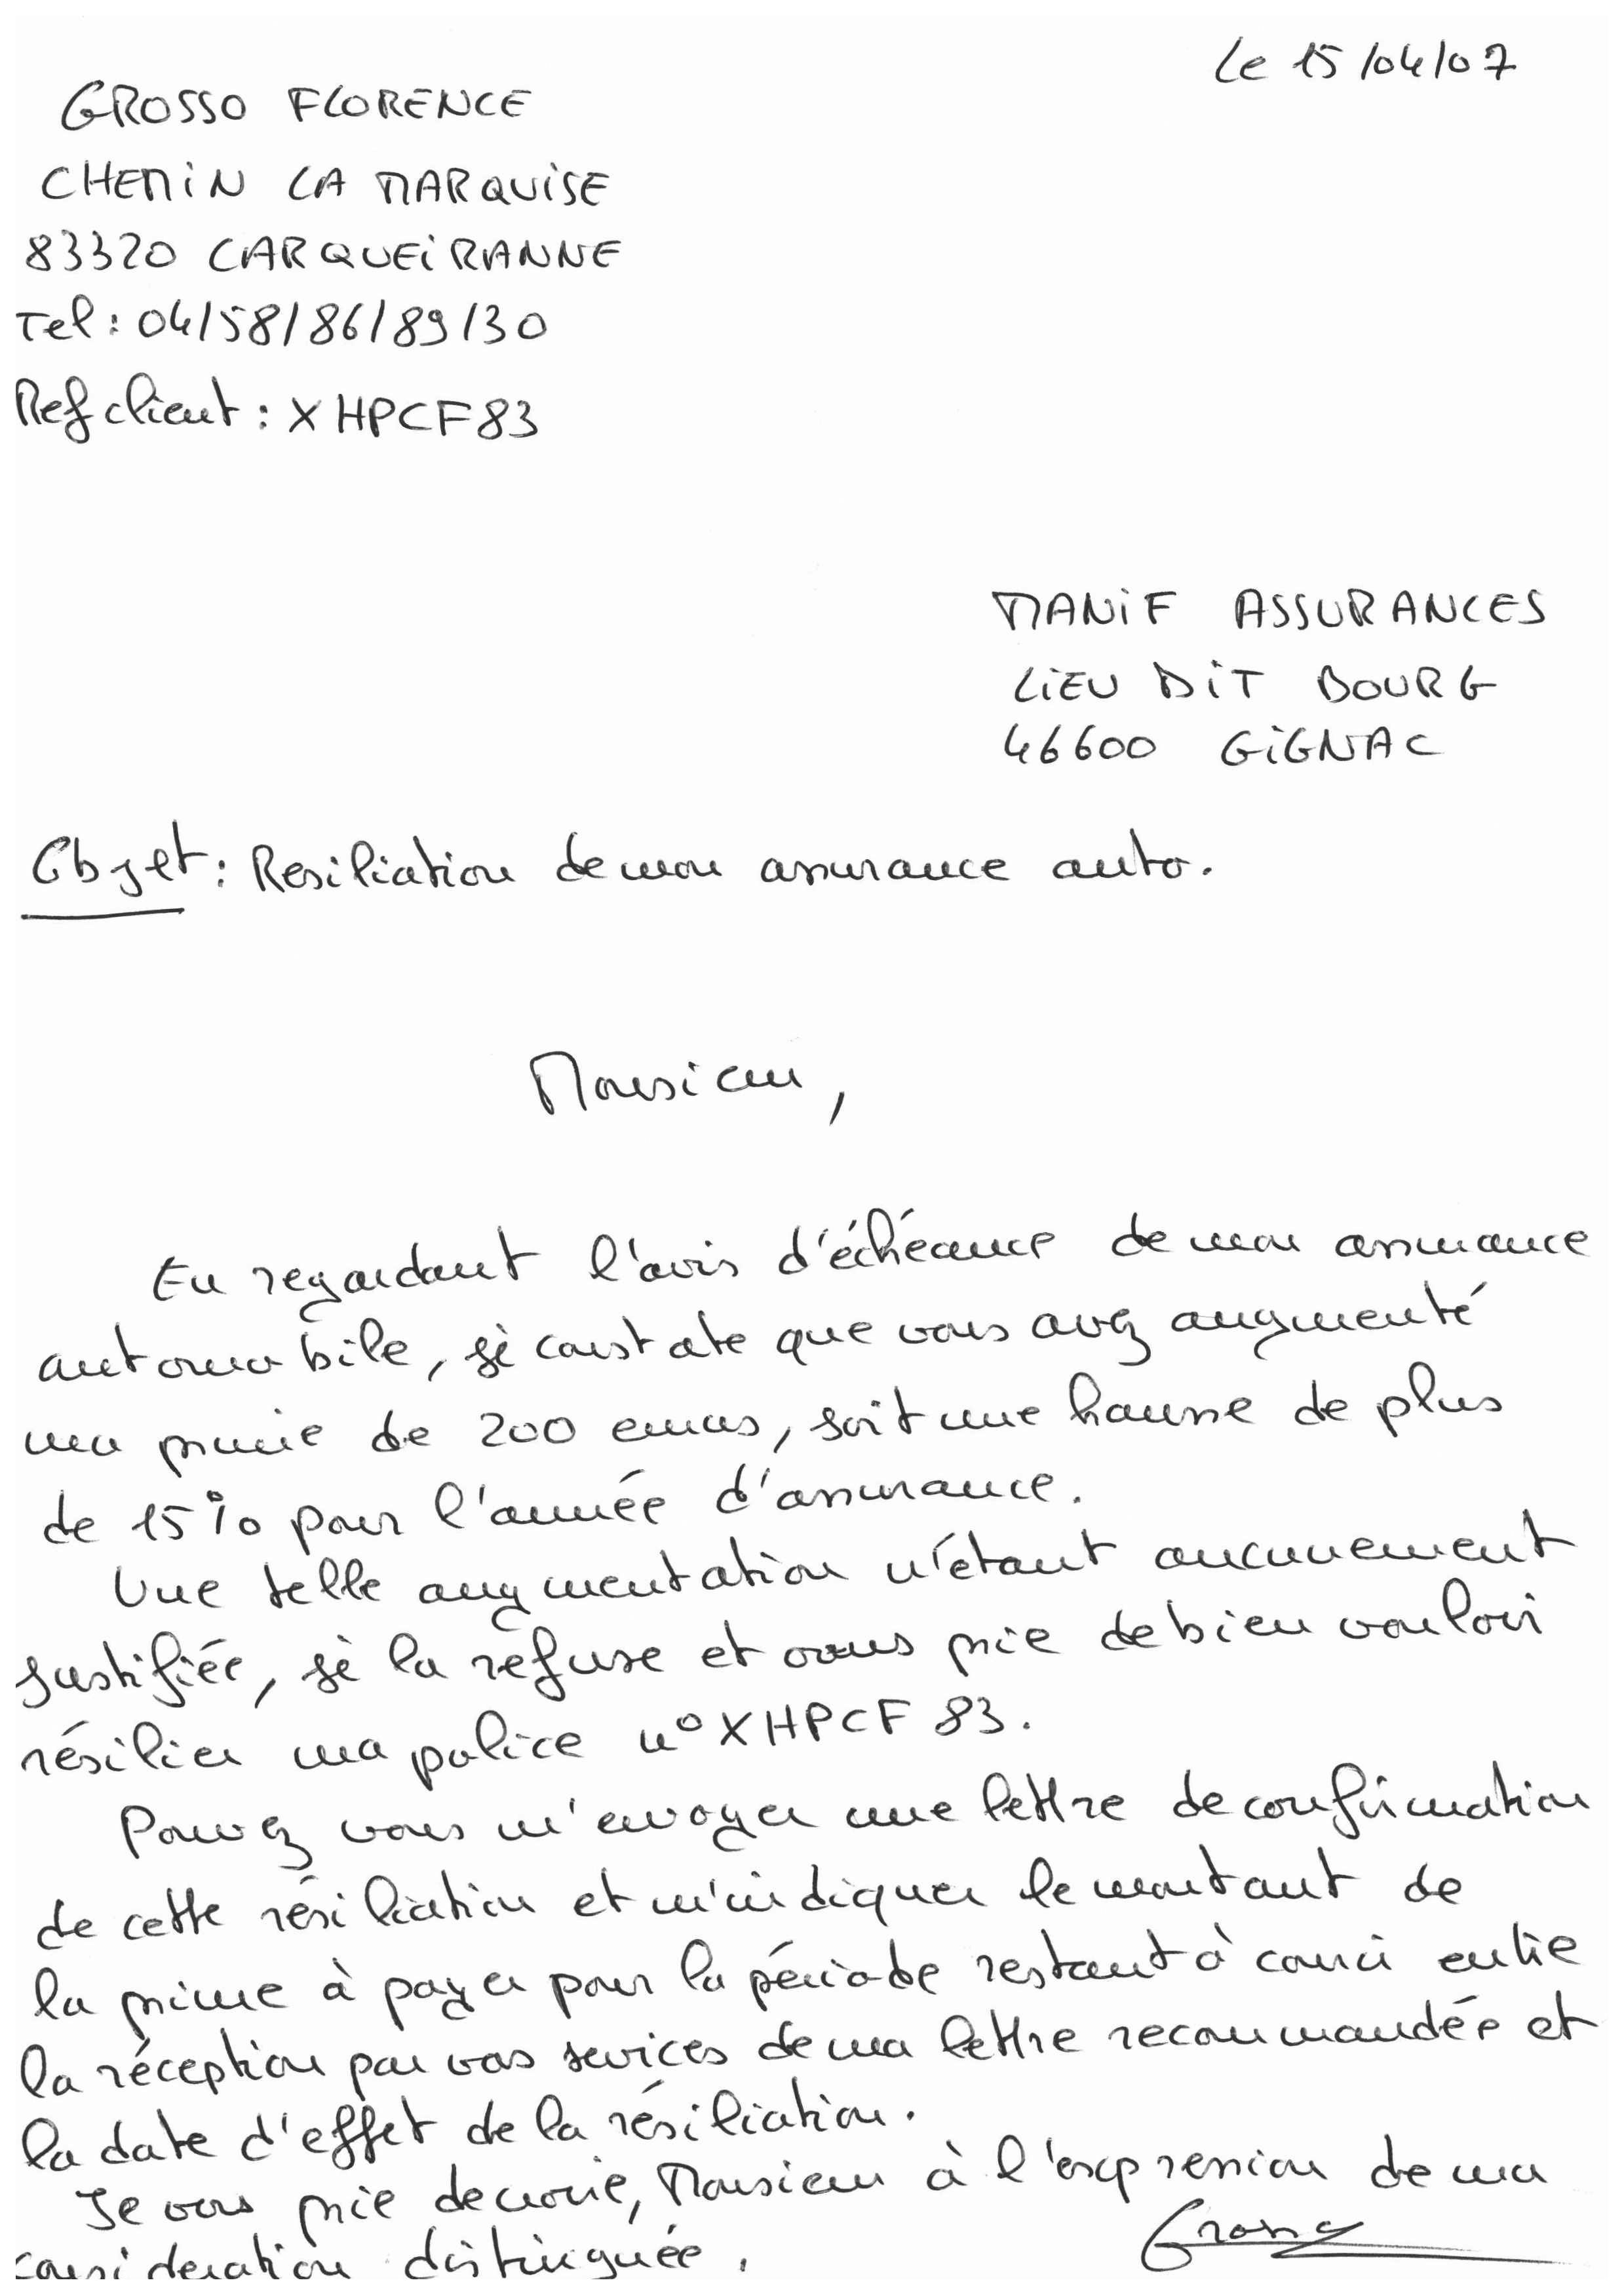 Le 15/04/07
GROSSO FLORENCE
CHEMIN LA MARQUISE
83320 CARQUEIRANNE
Tel : 04/58/86/89/30
Ref client : XHPCF83
MANIF ASSURANCES
LIEU DIT BOURG
46600 GIGNAC
Objet : Resiliation de mon assurance auto.
Monsieur,
En regardant l'avis d'échéance de mon assurance
automobile, je constate que vous avez augmenté
ma prime de 200 euros, soit une hausse de plus
de 15% pour l'année d'assurance.
Une telle augmentation n'étant aucunement
justifiée, je la refuse et vous prie de bien vouloir
résilier ma police n° XHPCF 83.
Pouvez vous m'envoyer une lettre de confirmation
de cette résiliation et m'indiquer le montant de
la prime à payer pour la période restant à courir entre
la réception par vos services de ma lettre recommandée et
la date d'effet de la résiliation.
Je vous prie de croire, Monsieur à l'expression de ma
consideration distinguée.
Grosso